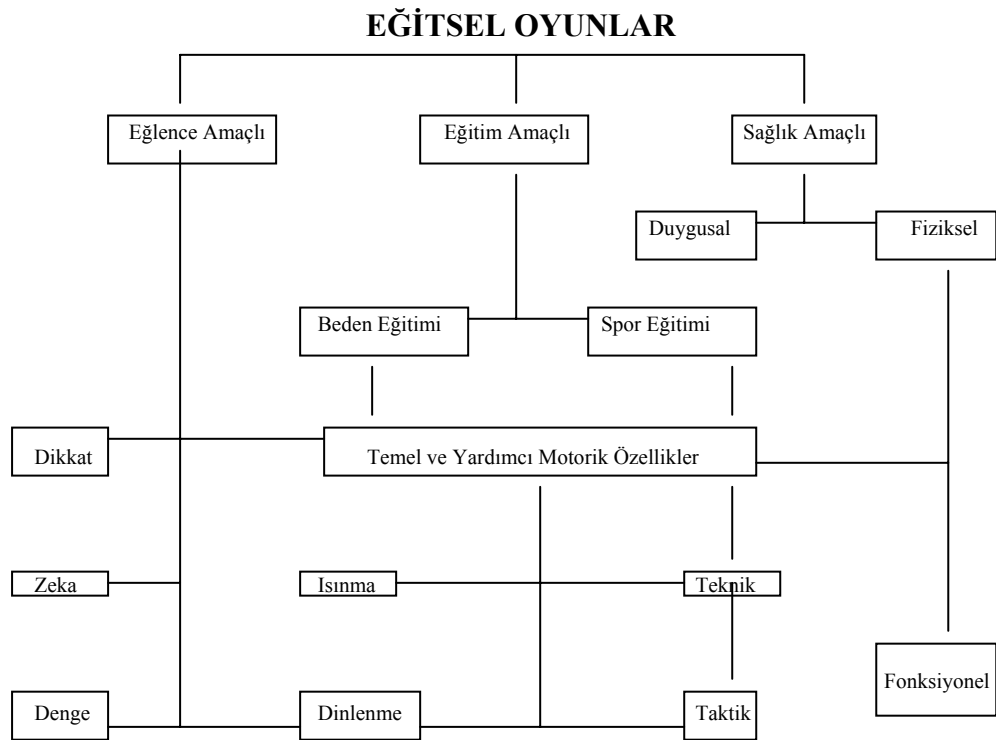 EĞİTSEL OYUNLAR
Eğlence Amaçlı
Eğitim Amaçlı
Sağlık Amaçlı
Duygusal
Fiziksel
Beden Eğitimi
Spor Eğitimi
Dikkat
Temel ve Yardımcı Motorik Özellikler
Zeka
Isınma
Teknik
Fonksiyonel
Denge
Dinlenme
Taktik